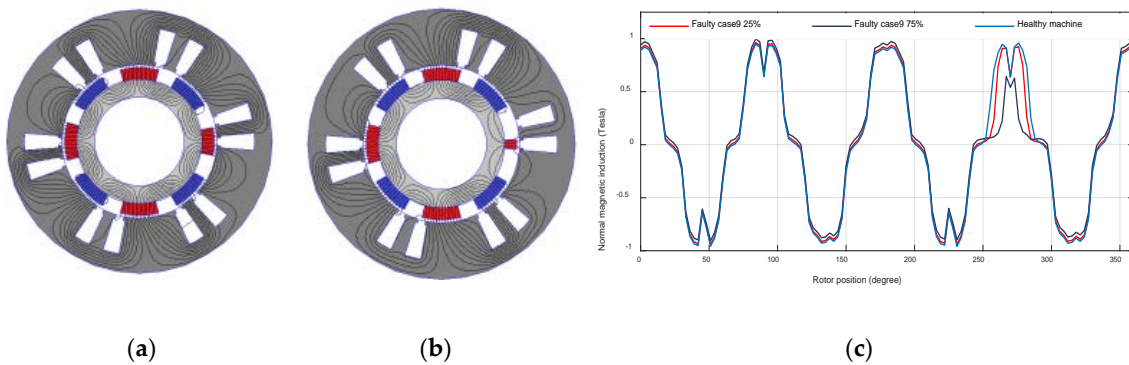 Faulty case9 25% Faulty case9 75% Healthy machine
Normal magnetic induction (Tesla)
1
0.5
0
-0.5
-1
0 50 100 150 200 250 300 350
Rotor position (degree)
(a) (b) (c)